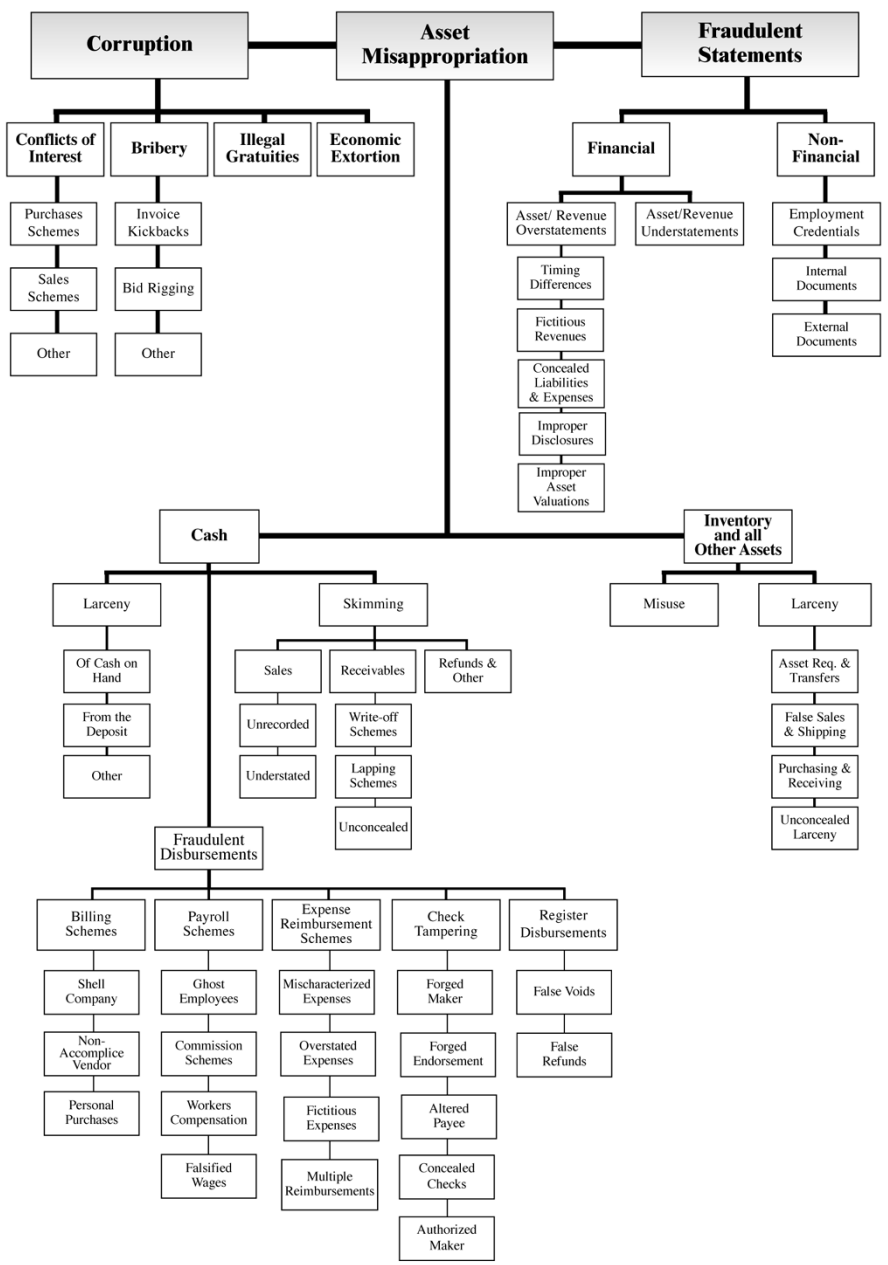 Corruption
Asset
Misappropriation
Fraudulent
Statements
Conflicts of
Interest
Bribery
Illegal
Gratuities
Economic
Extortion
Financial
Non-
Financial
Purchases
Schemes
Invoice
Kickbacks
Asset/ Revenue
Overstatements
Asset/Revenue
Understatements
Employment
Credentials
Sales
Schemes
Bid Rigging
Timing
Differences
Internal
Documents
Other
Other
Fictitious
Revenues
External
Documents
Concealed
Liabilities
& Expenses
Improper
Disclosures
Improper
Asset
Valuations
Cash
Inventory
and all
Other Assets
Larceny
Skimming
Misuse
Larceny
Of Cash on
Hand
Sales
Receivables
Refunds &
Other
Asset Req. &
Transfers
From the
Deposit
Unrecorded
Write-off
Schemes
False Sales
& Shipping
Other
Understated
Lapping
Schemes
Purchasing &
Receiving
Unconcealed
Unconcealed
Larceny
Fraudulent
Disbursements
Billing
Schemes
Payroll
Schemes
Expense
Reimbursement
Schemes
Check
Tampering
Register
Disbursements
Shell
Company
Ghost
Employees
Mischaracterized
Expenses
Forged
Maker
False Voids
Non-
Accomplice
Vendor
Commission
Schemes
Overstated
Expenses
Forged
Endorsement
False
Refunds
Personal
Purchases
Workers
Compensation
Fictitious
Expenses
Altered
Payee
Falsified
Wages
Multiple
Reimbursements
Concealed
Checks
Authorized
Maker